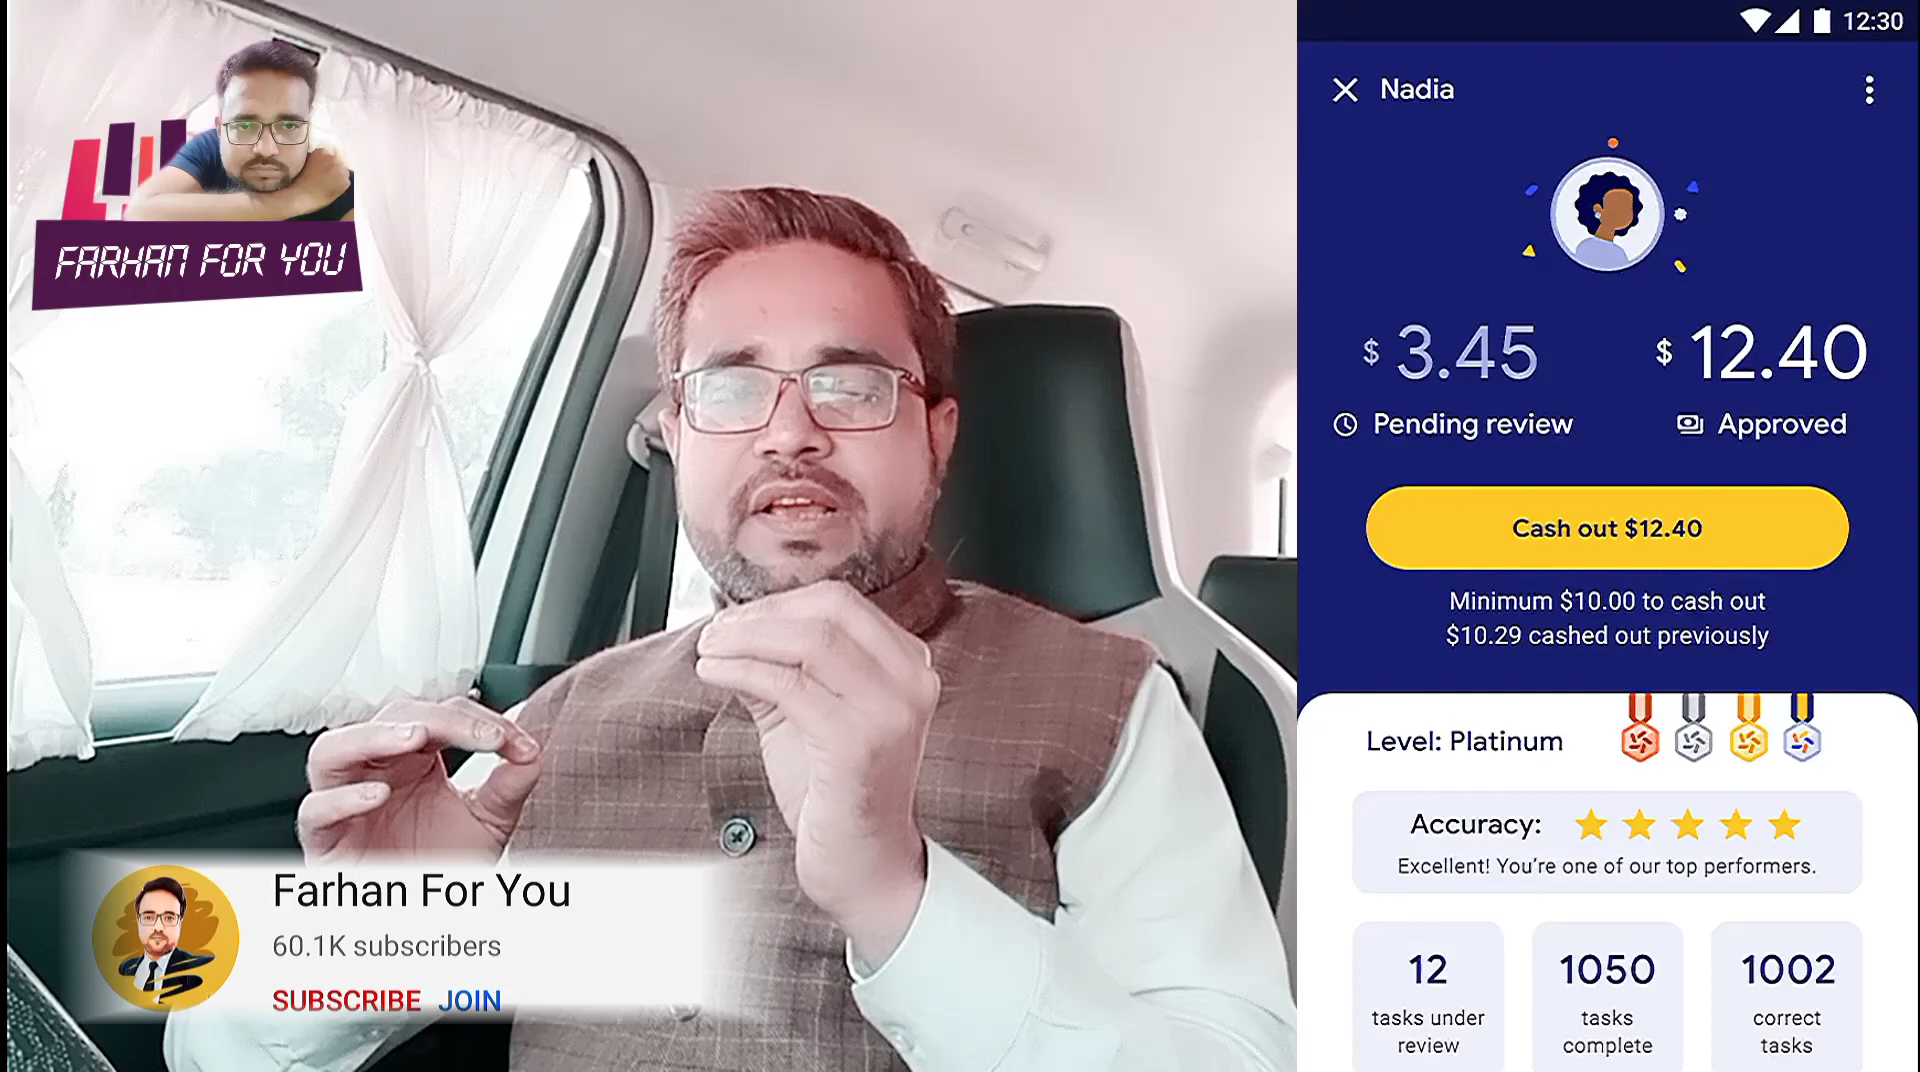 FARHAN FOR YOU
Farhan For You
60.1K subscribers
SUBSCRIBE JOIN
12:30
Nadia
$ 3.45
Pending review
$ 12.40
Approved
Cash out $12.40
Minimum $10.00 to cash out
$10.29 cashed out previously
Level: Platinum
Accuracy:
Excellent! You're one of our top performers.
12
tasks under
review
1050
tasks
complete
1002
correct
tasks